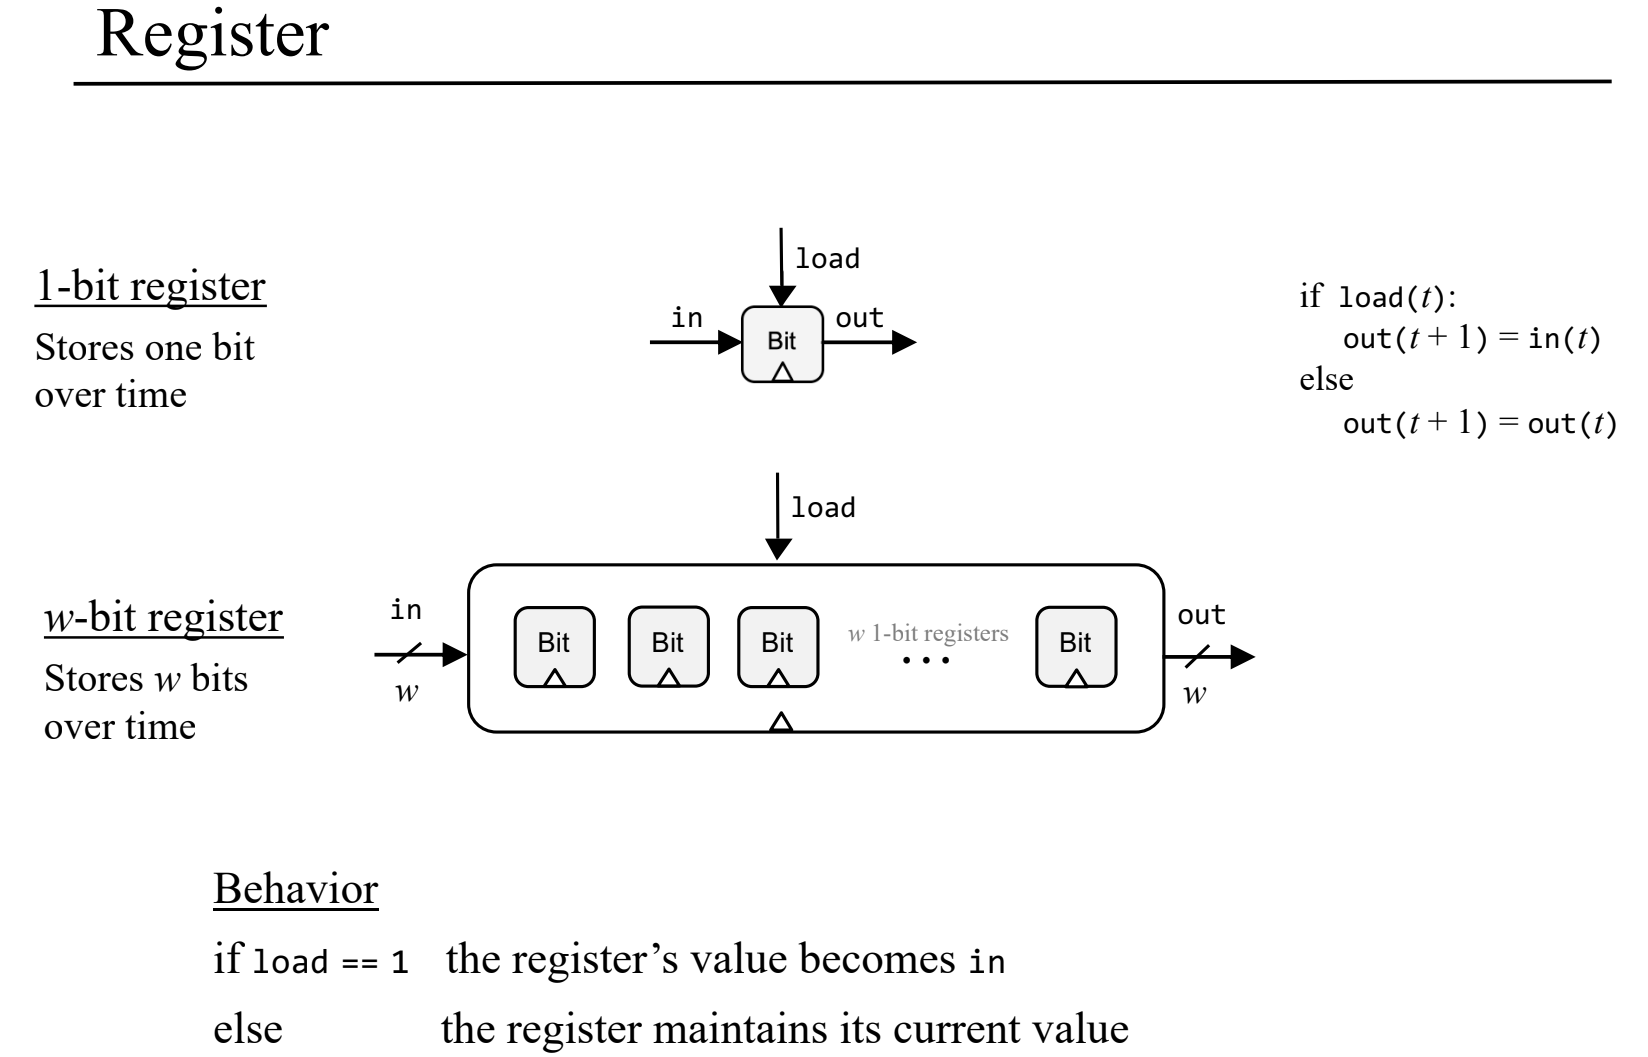 Register
1-bit register
Stores one bit
over time
load
in
Bit
out
if load(t):
out(t + 1) = in(t)
else
out(t + 1) = out(t)
w-bit register
Stores w bits
over time
load
in
w
Bit Bit Bit w 1-bit registers ... Bit
out
w
Behavior
if load == 1 the register’s value becomes in
else the register maintains its current value